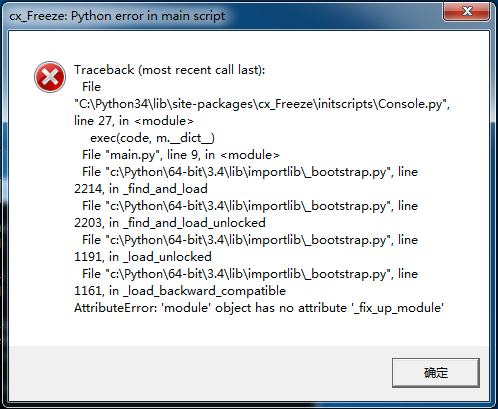 cx_Freeze: Python error in main script
Traceback (most recent call last):
File
"C:\Python34\lib\site-packages\cx_Freeze\initscripts\Console.py",
line 27, in <module>
exec(code, m.__dict__)
File "main.py", line 9, in <module>
File "c:\Python\64-bit\3.4\lib\importlib\_bootstrap.py", line
2214, in _find_and_load
File "c:\Python\64-bit\3.4\lib\importlib\_bootstrap.py", line
2203, in _find_and_load_unlocked
File "c:\Python\64-bit\3.4\lib\importlib\_bootstrap.py", line
1191, in _load_unlocked
File "c:\Python\64-bit\3.4\lib\importlib\_bootstrap.py", line
1161, in _load_backward_compatible
AttributeError: 'module' object has no attribute '_fix_up_module'
确定